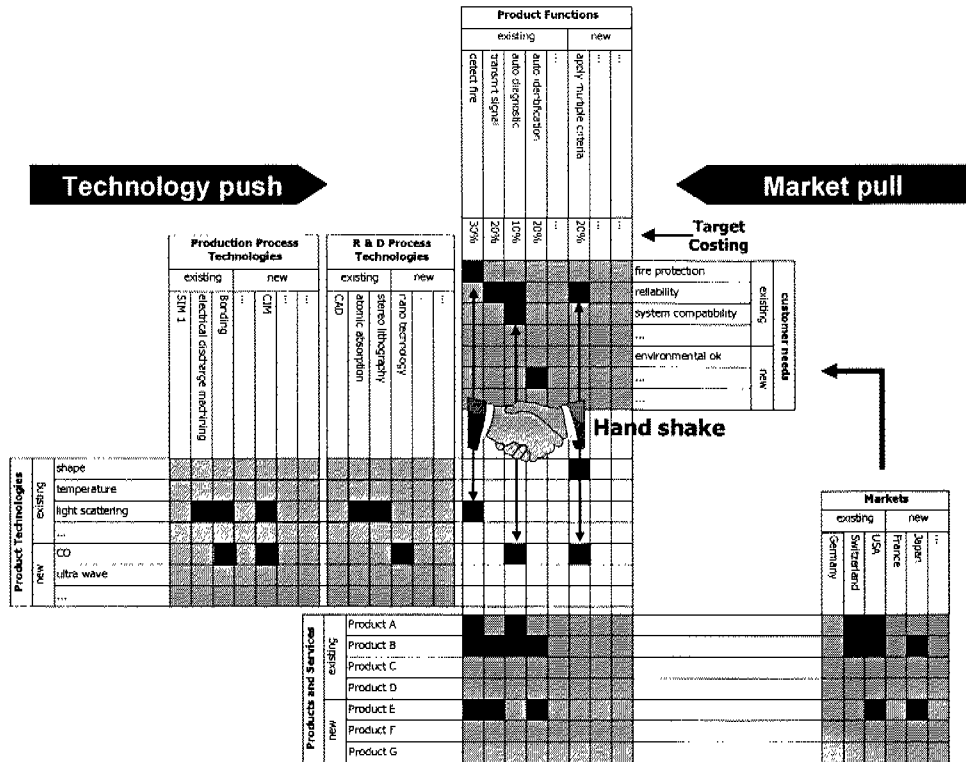 Product Functions
existing
new
detect fire
transmit signal
auto diagnostic
auto identification
...
apply multiple criteria
...
...
Technology push
Market pull
30%
20%
10%
20%
...
20%
...
...
Target
Costing
Production Process
Technologies
existing
new
SIM 1
electrical discharge machining
Bonding
...
CIM
...
...
R & D Process
Technologies
existing
new
CAD
atomic absorption
stereo lithography
nano technology
...
...
fire protection
reliability
system compatibility
...
environmental ok
...
...
existing
new
customer needs
Hand shake
Product Technologies
existing
new
shape
temperature
light scattering
...
CO
ultra wave
...
Markets
existing
new
Germany
Switzerland
USA
France
Japan
...
Products and Services
existing
new
Product A
Product B
Product C
Product D
Product E
Product F
Product G